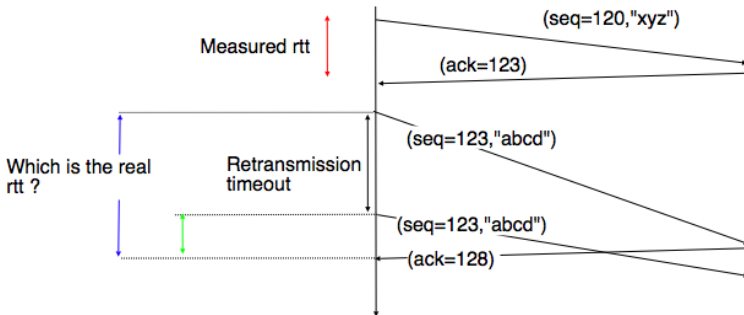 (seq=120,"xyz")
Measured rtt
(ack=123)
(seq=123,"abcd")
Which is the real
rtt ?
Retransmission
timeout
(seq=123,"abcd")
(ack=128)